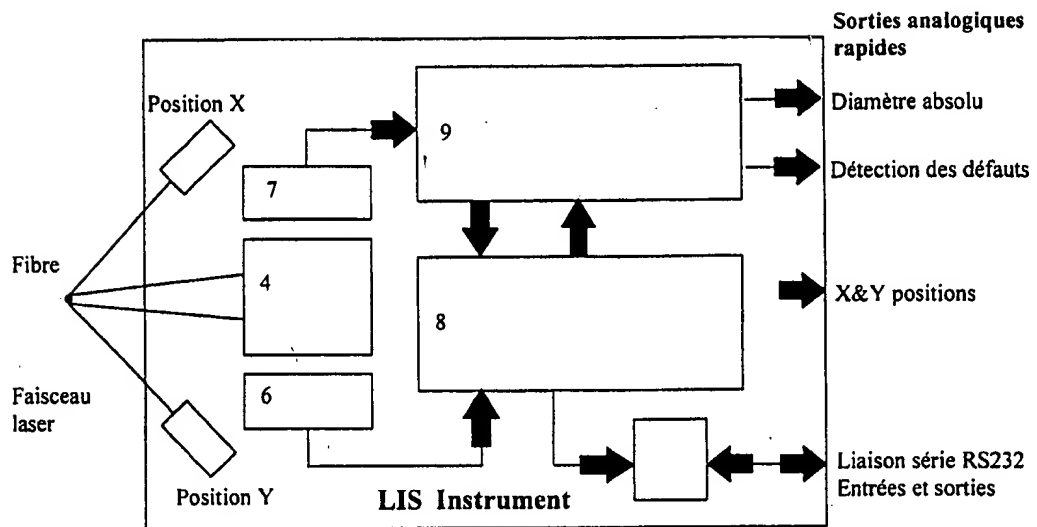 Sorties analogiques
rapides
Position X
Diamètre absolu
9
7
Détection des défauts
Fibre
4
X&Y positions
8
Faisceau
laser
6
Position Y
LIS Instrument
Liaison série RS232
Entrées et sorties